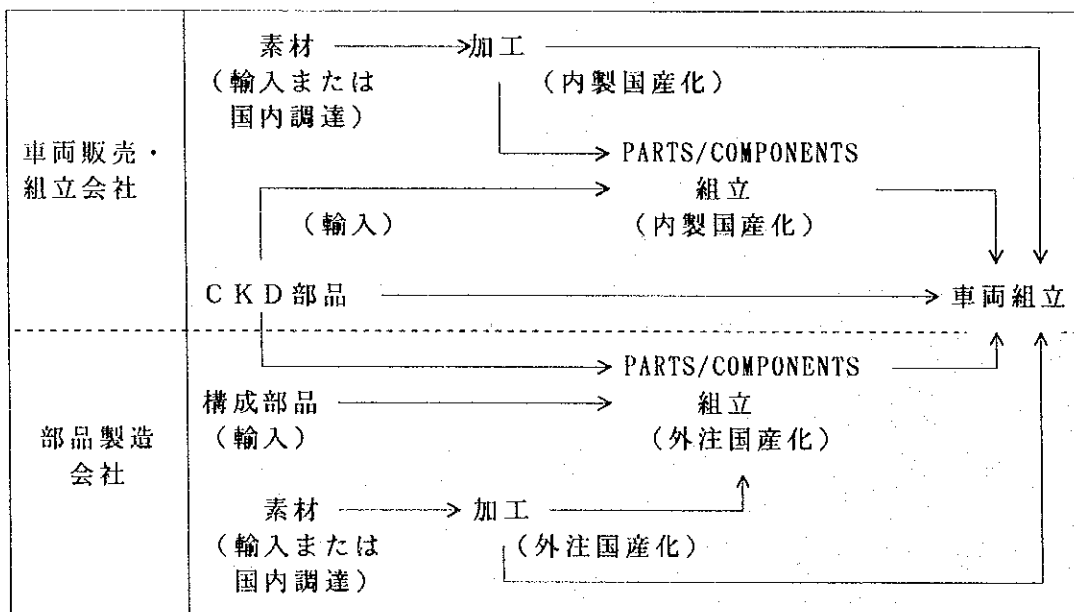 素材
加工
(輸入または
国内調達)
(内製国産化)
車両販売・
組立会社
PARTS/COMPONENTS
組立
(輸入)
(内製国産化)
CKD部品
車両組立
PARTS/COMPONENTS
構成部品
組立
(輸入)
(外注国産化)
部品製造
会社
素材
加工
(輸入または
国内調達)
(外注国産化)